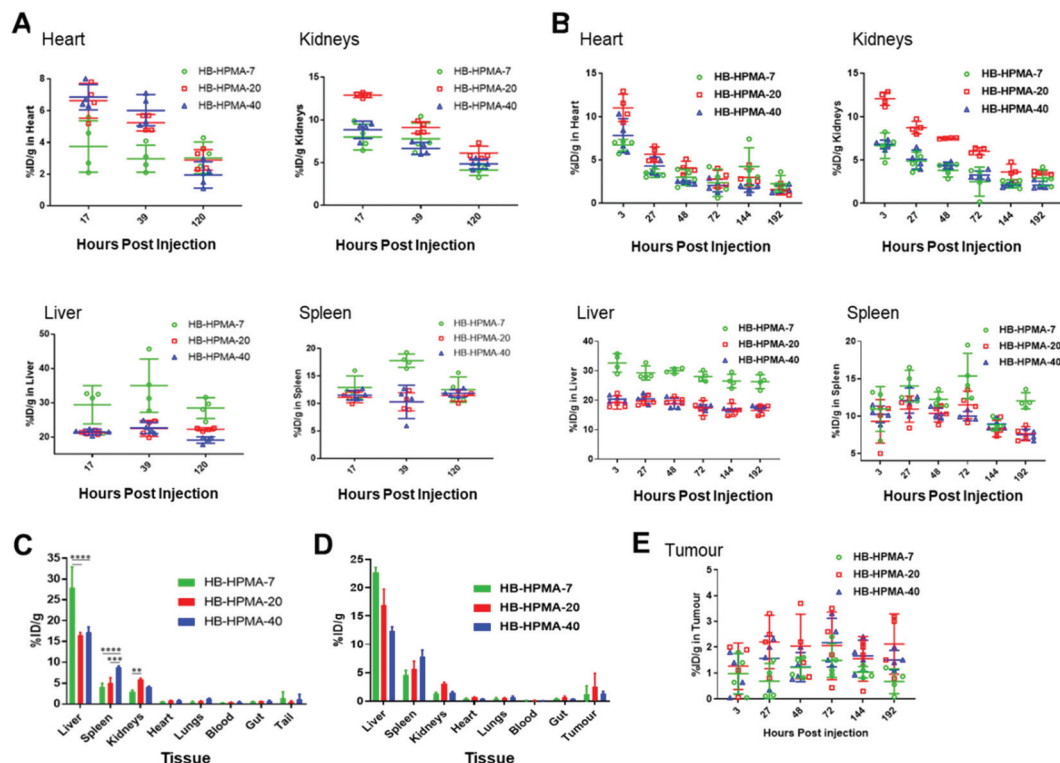 A
Heart
%ID/g in Heart
8
6
4
2
0
17
39
120
Hours Post Injection
HB-HPMA-7
HB-HPMA-20
HB-HPMA-40
Kidneys
%ID/g Kidneys
15
10
5
0
17
39
120
Hours Post Injection
HB-HPMA-7
HB-HPMA-20
HB-HPMA-40
Liver
%ID/g in Liver
50
40
30
20
17
39
120
Hours Post Injection
HB-HPMA-7
HB-HPMA-20
HB-HPMA-40
Spleen
%ID/g in Spleen
20
15
10
5
0
17
39
120
Hours Post Injection
HB-HPMA-7
HB-HPMA-20
HB-HPMA-40
B
Heart
%ID/g in Heart
15
10
5
0
3
27
48
72
144
192
Hours Post Injection
HB-HPMA-7
HB-HPMA-20
HB-HPMA-40
Kidneys
%ID/g Kidneys
15
10
5
0
3
27
48
72
144
192
Hours Post Injection
HB-HPMA-7
HB-HPMA-20
HB-HPMA-40
Liver
%ID/g in Liver
40
30
20
10
0
3
27
48
72
144
192
Hours Post Injection
HB-HPMA-7
HB-HPMA-20
HB-HPMA-40
Spleen
%ID/g in Spleen
20
15
10
5
3
27
48
72
144
192
Hours Post Injection
HB-HPMA-7
HB-HPMA-20
HB-HPMA-40
C
%ID/g
35
30
25
20
15
10
5
0
****
****
***
**
HB-HPMA-7
HB-HPMA-20
HB-HPMA-40
Liver
Spleen
Kidneys
Heart
Lungs
Blood
Gut
Tail
Tissue
D
%ID/g
25
20
15
10
5
0
HB-HPMA-7
HB-HPMA-20
HB-HPMA-40
Liver
Spleen
Kidneys
Heart
Lungs
Blood
Gut
Tumour
Tissue
E
Tumour
%ID/g in Tumour
5
4
3
2
1
0
3
27
48
72
144
192
Hours Post injection
HB-HPMA-7
HB-HPMA-20
HB-HPMA-40